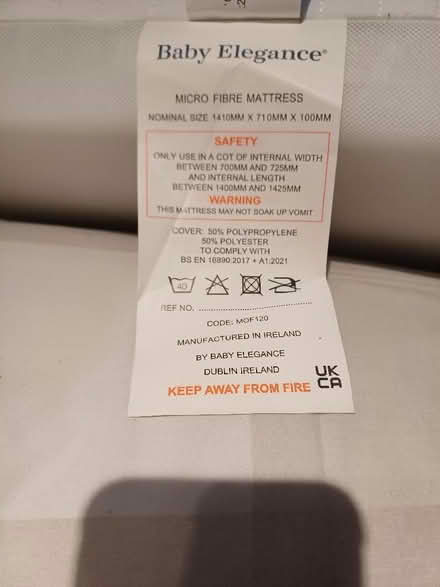 Baby Elegance®
MICRO FIBRE MATTRESS
NOMINAL SIZE 1410MM X 710MM X 100MM
SAFETY
ONLY USE IN A COT OF INTERNAL WIDTH
BETWEEN 700MM AND 725MM
AND INTERNAL LENGTH
BETWEEN 1400MM AND 1425MM
WARNING
THIS MATTRESS MAY NOT SOAK UP VOMIT
COVER: 50% POLYPROPYLENE
50% POLYESTER
TO COMPLY WITH
BS EN 16890:2017 + A1:2021
40
REF NO.
CODE: MOF120
MANUFACTURED IN IRELAND
BY BABY ELEGANCE
DUBLIN IRELAND
KEEP AWAY FROM FIRE
UK
CA